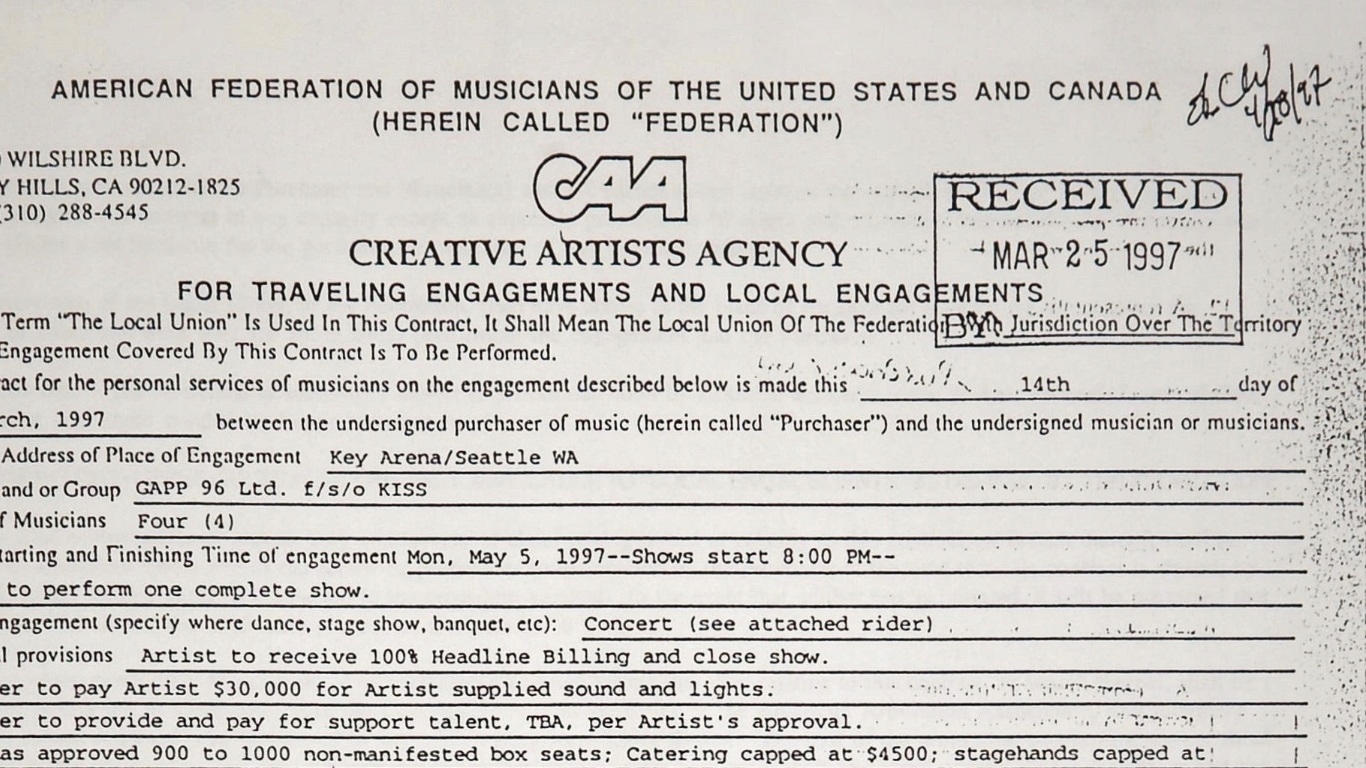 AMERICAN FEDERATION OF MUSICIANS OF THE UNITED STATES AND CANADA
(HEREIN CALLED "FEDERATION")
4/28/97
WILSHIRE BLVD.
Y HILLS, CA 90212-1825
(310) 288-4545
CAA
RECEIVED
MAR 25 1997
BY
CREATIVE ARTISTS AGENCY
FOR TRAVELING ENGAGEMENTS AND LOCAL ENGAGEMENTS
Term "The Local Union" Is Used In This Contract, It Shall Mean The Local Union Of The Federation With Jurisdiction Over The Territory
Engagement Covered By This Contract Is To Be Performed.
act for the personal services of musicians on the engagement described below is made this 14th day of
rch, 1997 between the undersigned purchaser of music (herein called "Purchaser") and the undersigned musician or musicians.
Address of Place of Engagement Key Arena/Seattle WA
and or Group GAPP 96 Ltd. f/s/o KISS
f Musicians Four (4)
tarting and Finishing Time of engagement Mon, May 5, 1997--Shows start 8:00 PM--
to perform one complete show.
ngagement (specify where dance, stage show, banquet, etc): Concert (see attached rider)
l provisions Artist to receive 100% Headline Billing and close show.
er to pay Artist $30,000 for Artist supplied sound and lights.
er to provide and pay for support talent, TBA, per Artist's approval.
as approved 900 to 1000 non-manifested box seats; Catering capped at $4500; stagehands capped at